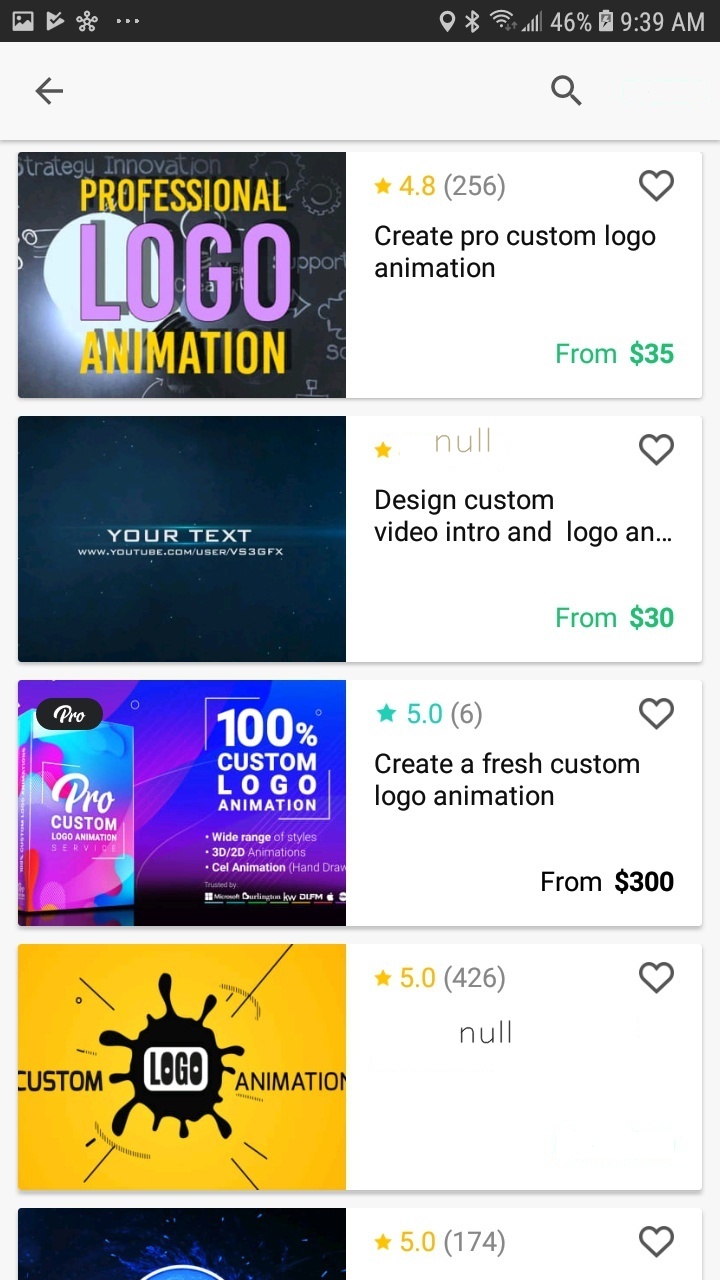 46% 9:39 AM
Strategy Innovation
PROFESSIONAL
LOGO
ANIMATION
4.8 (256)
Create pro custom logo
animation
From $35
YOUR TEXT
WWW.YOUTUBE.COM/USER/VS3GFX
null
Design custom
video intro and logo an...
From $30
Pro
Pro
CUSTOM
LOGO ANIMATION
SERVICE
100%
CUSTOM
LOGO
ANIMATION
• Wide range of styles
• 3D/2D Animations
• Cel Animation (Hand Draw
Trusted by
Microsoft Burlington kw DLFM
5.0 (6)
Create a fresh custom
logo animation
From $300
CUSTOM LOGO ANIMATION
5.0 (426)
null
5.0 (174)